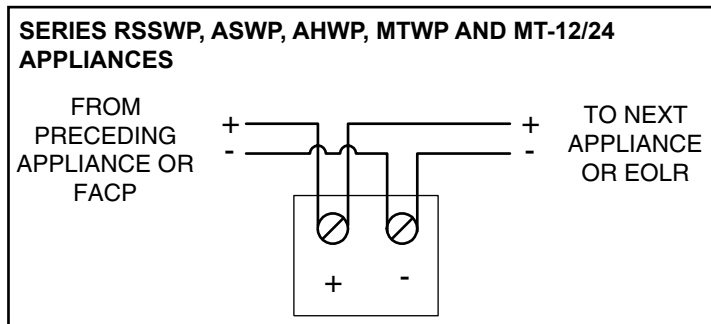 SERIES RSSWP, ASWP, AHWP, MTWP AND MT-12/24
APPLIANCES
FROM
PRECEDING
APPLIANCE OR
FACP
+
-
+
-
TO NEXT
APPLIANCE
OR EOLR
+
-